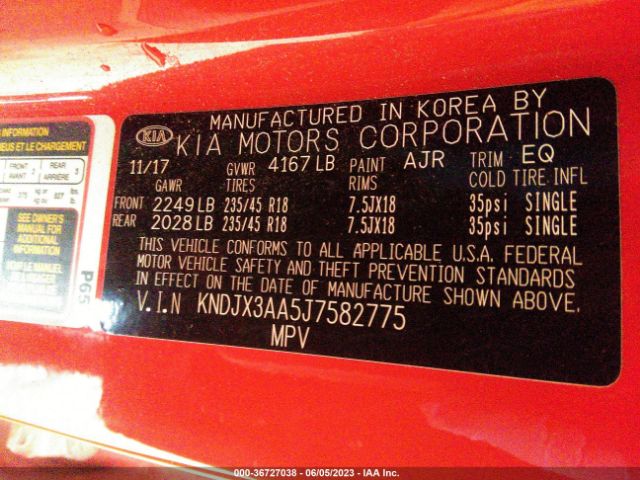 MANUFACTURED IN KOREA BY
KIA KIA MOTORS CORPORATION
11/17 GVWR 4167 LB PAINT AJR TRIM EQ
GAWR TIRES RIMS COLD TIRE INFL
FRONT 2249 LB 235/45 R18 7.5JX18 35psi SINGLE
REAR 2028 LB 235/45 R18 7.5JX18 35psi SINGLE
THIS VEHICLE CONFORMS TO ALL APPLICABLE U.S.A. FEDERAL
MOTOR VEHICLE SAFETY AND THEFT PREVENTION STANDARDS
IN EFFECT ON THE DATE OF MANUFACTURE SHOWN ABOVE.
V.I.N KNDJX3AA5J7582775
MPV
INFORMATION
ET LE CHARGEMENT
FRONT
AVANT
REAR
ARRIÈRE
SEE OWNER'S
MANUAL FOR
ADDITIONAL
INFORMATION
P65
000-36727038 - 06/05/2023 - IAA Inc.